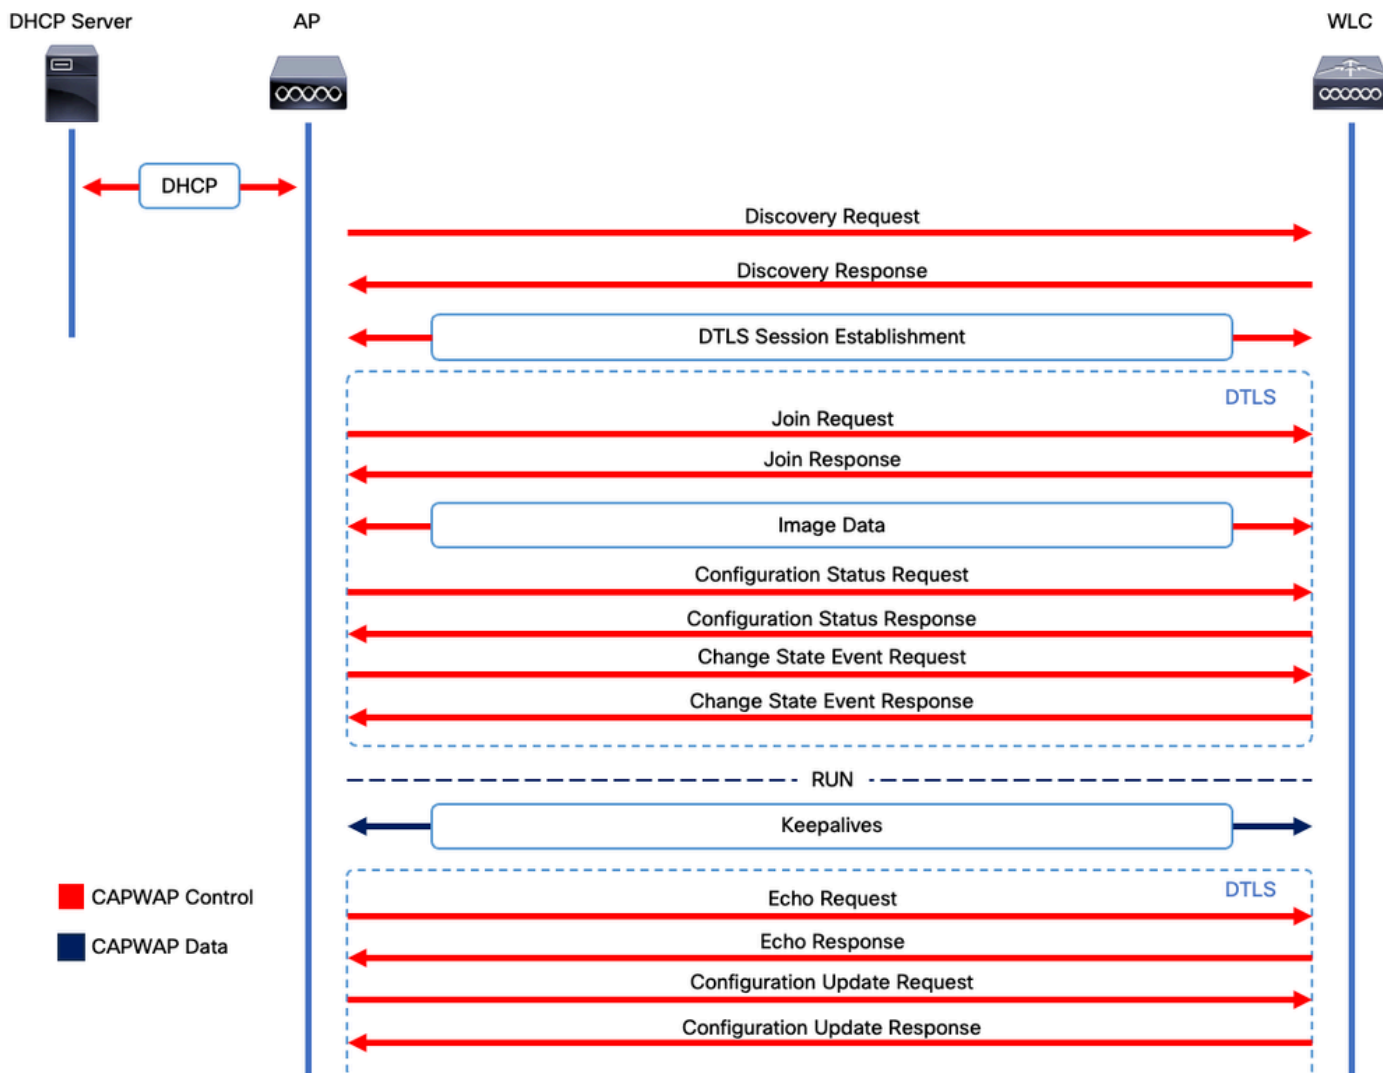 DHCP Server
AP
WLC
DHCP
Discovery Request
Discovery Response
DTLS Session Establishment
DTLS
Join Request
Join Response
Image Data
Configuration Status Request
Configuration Status Response
Change State Event Request
Change State Event Response
RUN
Keepalives
CAPWAP Control
CAPWAP Data
DTLS
Echo Request
Echo Response
Configuration Update Request
Configuration Update Response